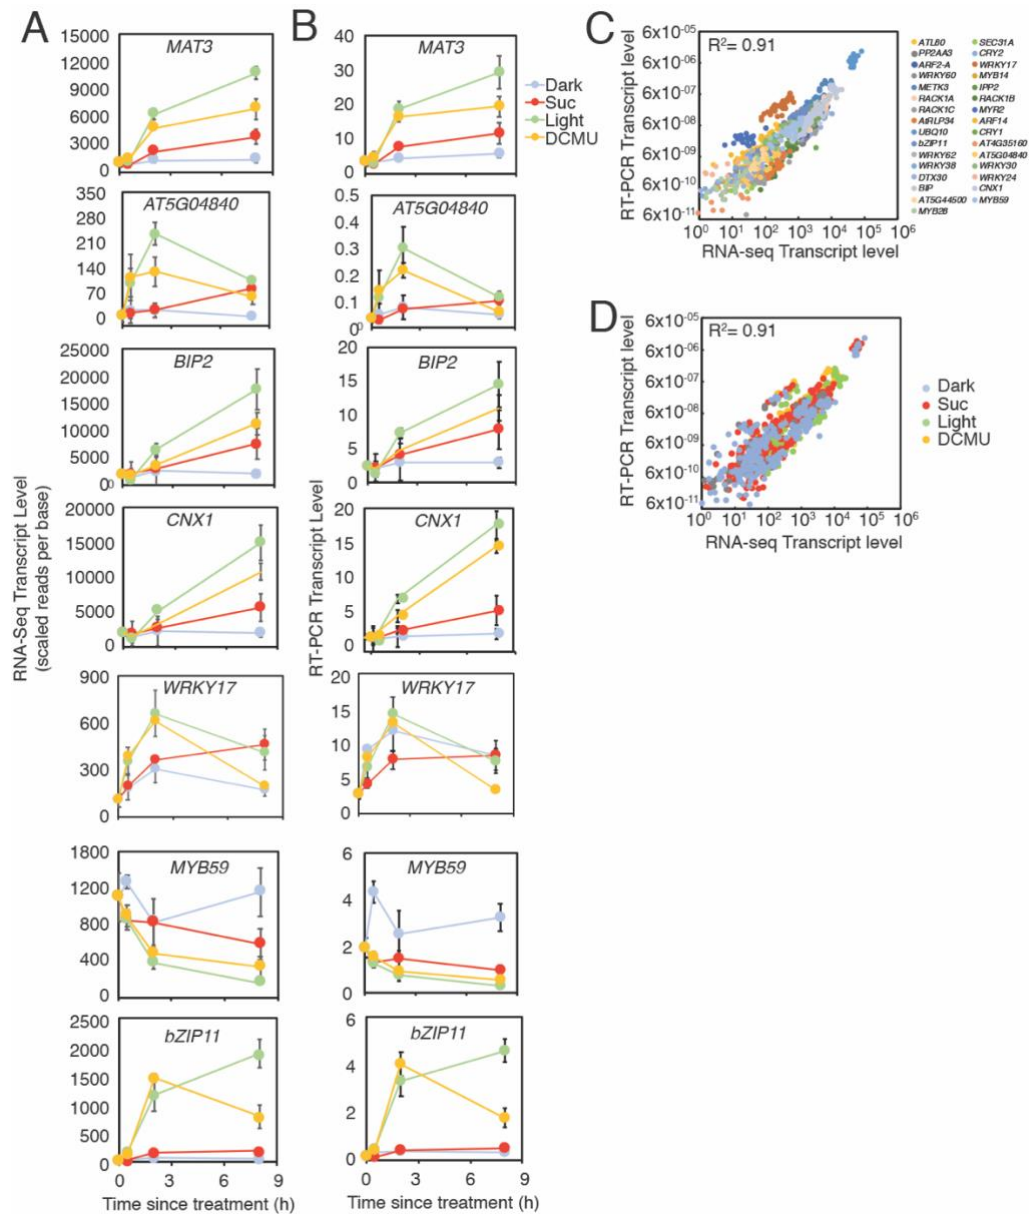 A
15000
12000
9000
6000
3000
0
MAT3
350
280
210
140
70
0
AT5G04840
25000
20000
15000
10000
5000
0
BIP2
20000
15000
10000
5000
0
CNX1
900
600
300
0
WRKY17
1800
1200
800
400
0
MYB59
2500
2000
1500
1000
500
0
bZIP11
0 3 6 9
Time since treatment (h)
RNA-Seq Transcript Level
(scaled reads per base)
B
40
30
20
10
0
MAT3
Dark
Suc
Light
DCMU
0.5
0.4
0.3
0.2
0.1
0
0
AT5G04840
20
15
10
5
0
BIP2
20
15
10
5
0
CNX1
20
15
10
5
0
WRKY17
6
4
2
0
MYB59
6
4
2
0
bZIP11
0 3 6 9
Time since treatment (h)
RT-PCR Transcript Level
C
R²= 0.91
6x10⁻⁰⁵
6x10⁻⁰⁶
6x10⁻⁰⁷
6x10⁻⁰⁸
6x10⁻⁰⁹
6x10⁻¹⁰
6x10⁻¹¹
10⁰ 10¹ 10² 10³ 10⁴ 10⁵ 10⁶
RNA-seq Transcript level
RT-PCR Transcript level
ATL80
PP2AA3
ARF2-A
WRKY60
METK3
RACK1A
RACK1C
AtRLP34
UBQ10
bZIP11
WRKY62
WRKY38
DTX30
BIP
AT5G44500
MYB28
SEC31A
CRY2
WRKY17
MYB14
IPP2
RACK1B
MYR2
ARF14
CRY1
AT4G35160
AT5G04840
WRKY30
WRKY24
CNX1
MYB59
D
R²= 0.91
6x10⁻⁰⁵
6x10⁻⁰⁶
6x10⁻⁰⁷
6x10⁻⁰⁸
6x10⁻⁰⁹
6x10⁻¹⁰
6x10⁻¹¹
10⁰ 10¹ 10² 10³ 10⁴ 10⁵ 10⁶
RNA-seq Transcript level
RT-PCR Transcript level
Dark
Suc
Light
DCMU